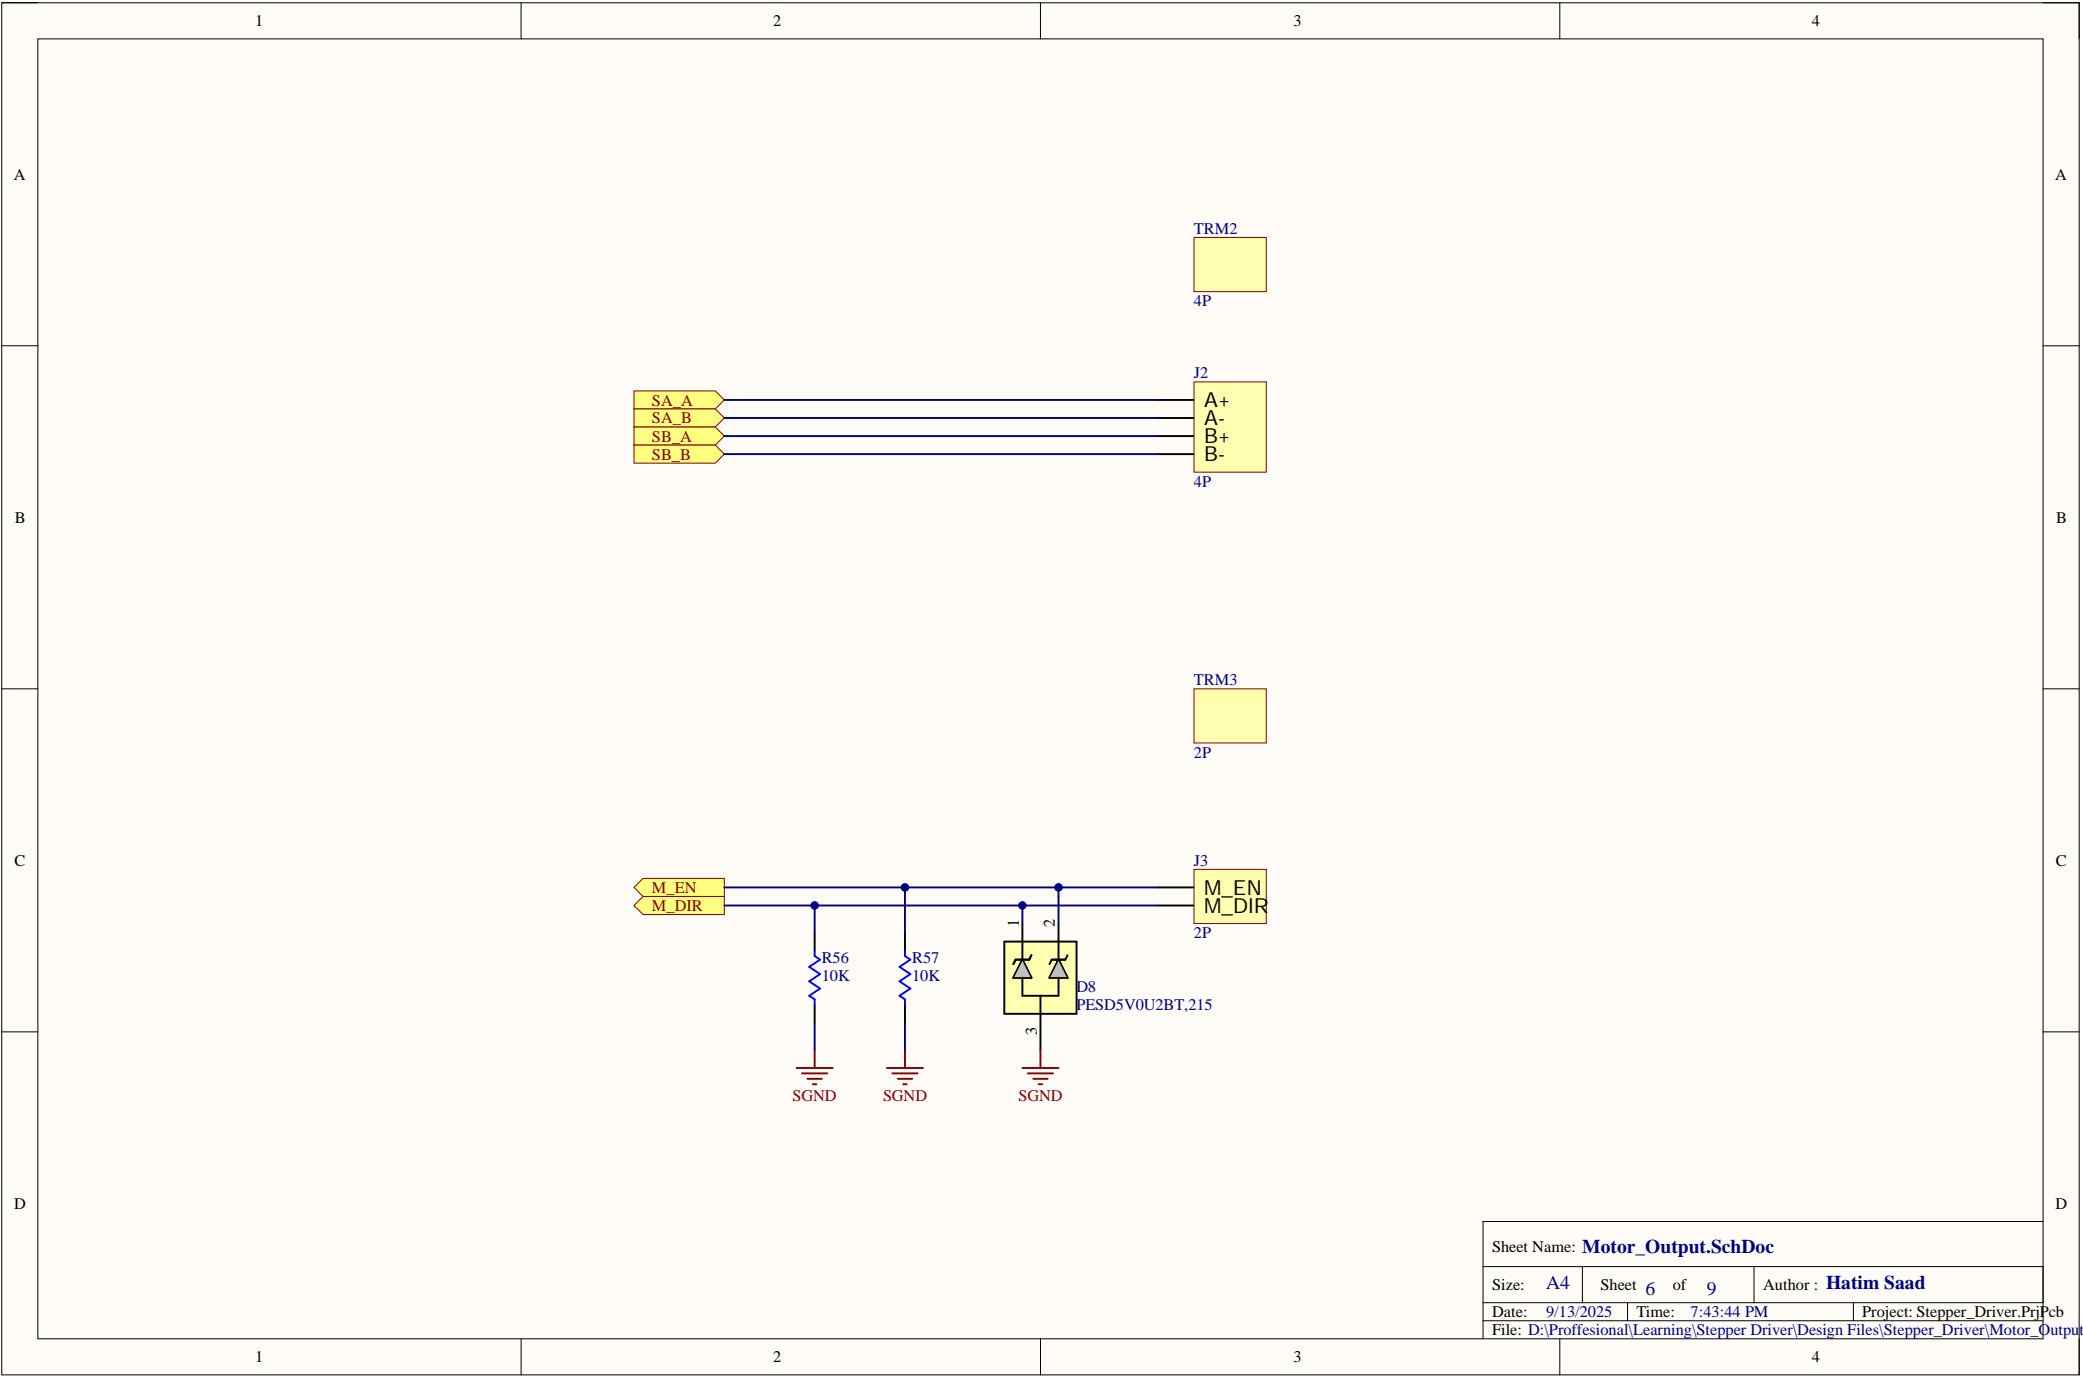 1 2 3 4
A A
TRM2
4P
J2
SA_A A+
SA_B A-
SB_A B+
SB_B B-
4P
B B
TRM3
2P
C C
J3
M_EN M_EN
M_DIR M_DIR
2P
1 2
R56 R57
10K 10K
D8
PESD5V0U2BT,215
3
SGND SGND SGND
D D
Sheet Name: Motor_Output.SchDoc
Size: A4 Sheet 6 of 9 Author : Hatim Saad
Date: 9/13/2025 Time: 7:43:44 PM Project: Stepper_Driver.PrjPcb
File: D:\Proffesional\Learning\Stepper Driver\Design Files\Stepper_Driver\Motor_Output
1 2 3 4